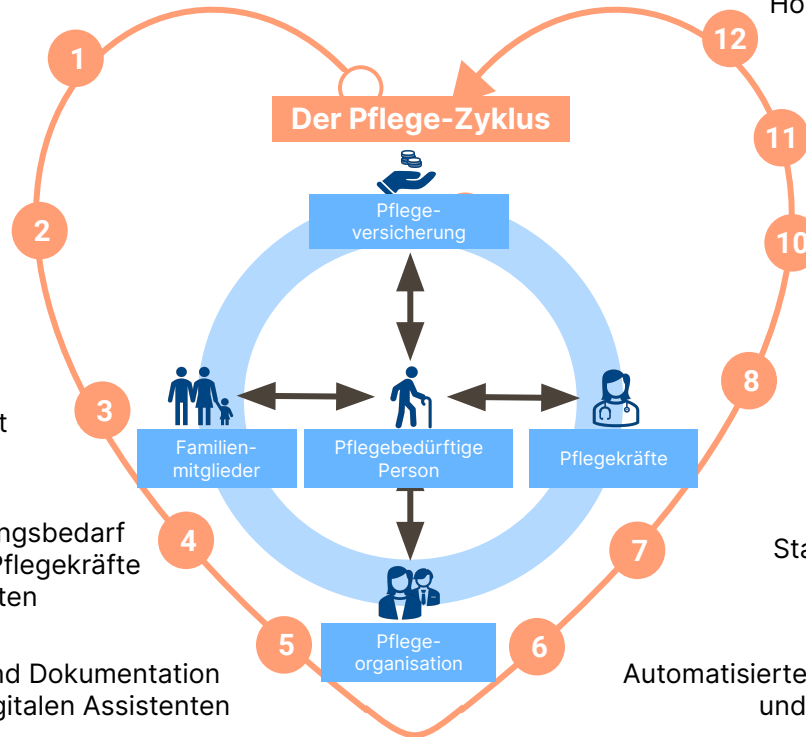 Ho
12
1
Der Pflege-Zyklus
11
Pflege-
versicherung
2
10
8
3
t
Familien-
mitglieder
Pflegebedürftige
Person
Pflegekräfte
ngsbedarf
Pflegekräfte
ten
4
7
Sta
5
6
Pflege-
organisation
nd Dokumentation
gitalen Assistenten
Automatisierte
und